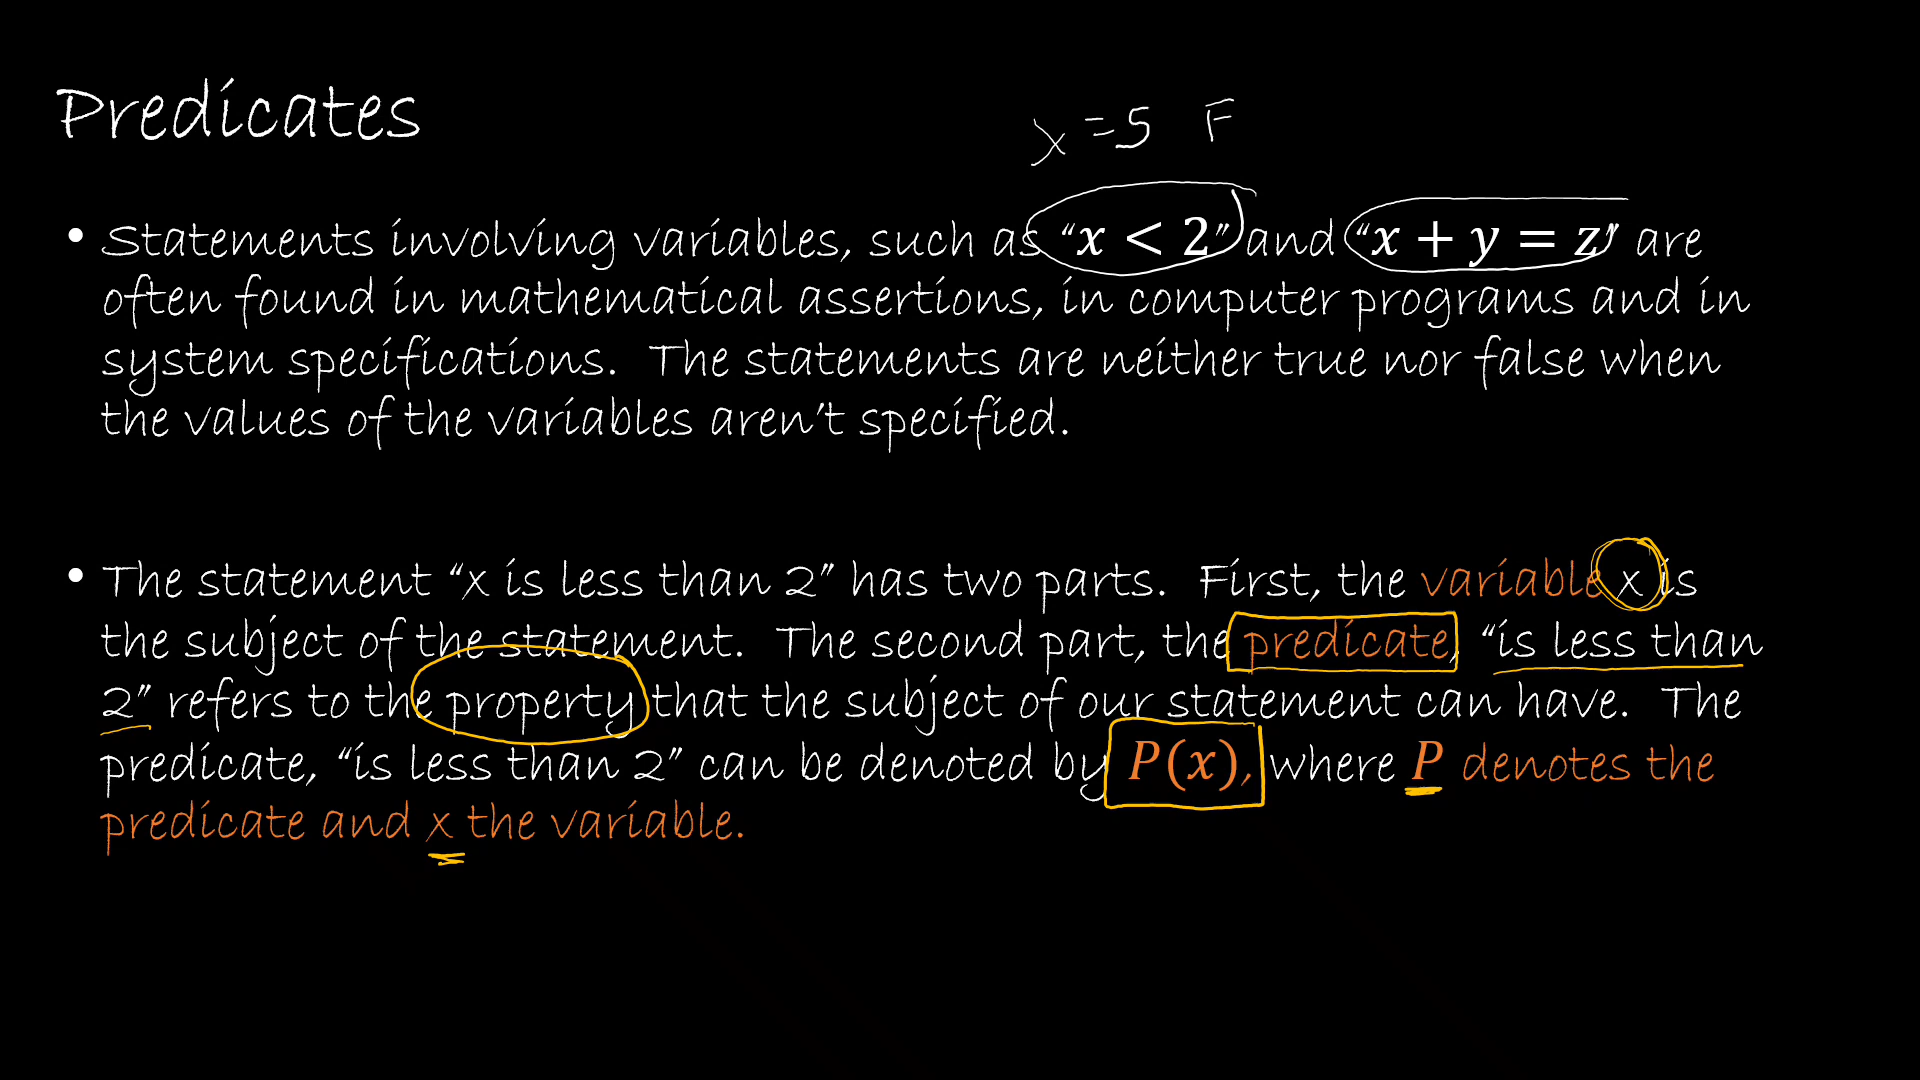 Predicates
x = 5 F
• Statements involving variables, such as “x < 2” and “x + y = z” are
often found in mathematical assertions, in computer programs and in
system specifications. The statements are neither true nor false when
the values of the variables aren’t specified.
• The statement “x is less than 2” has two parts. First, the variable x is
the subject of the statement. The second part, the predicate, “is less than
2” refers to the property that the subject of our statement can have. The
predicate, “is less than 2” can be denoted by P(x), where P denotes the
predicate and x the variable.